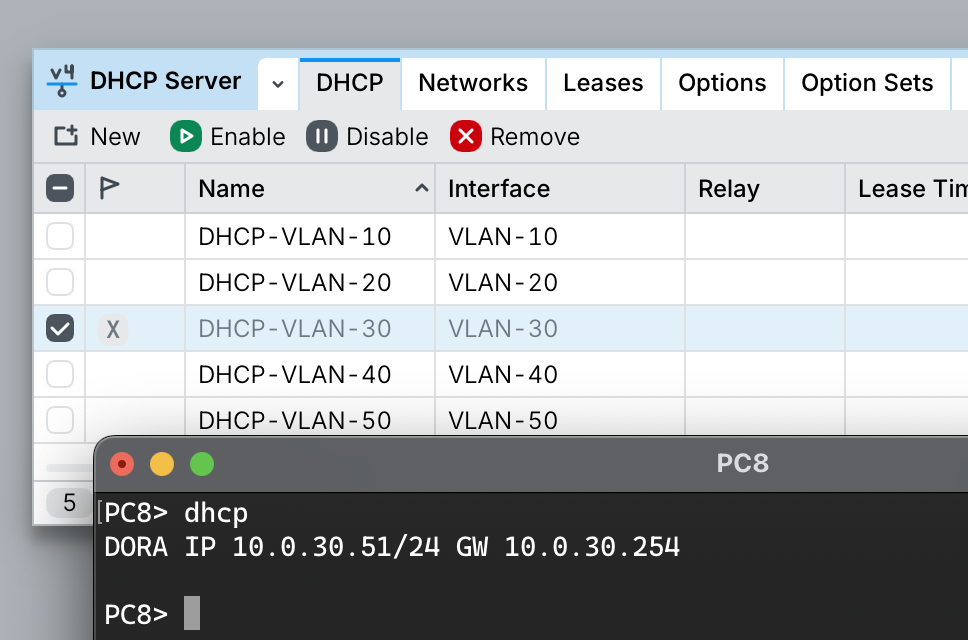 v4 DHCP Server DHCP Networks Leases Options Option Sets
New Enable Disable Remove
Name Interface Relay Lease
DHCP-VLAN-10 VLAN-10
DHCP-VLAN-20 VLAN-20
X DHCP-VLAN-30 VLAN-30
DHCP-VLAN-40 VLAN-40
DHCP-VLAN-50 VLAN-50
PC8
5
[PC8> dhcp
DORA IP 10.0.30.51/24 GW 10.0.30.254
PC8>